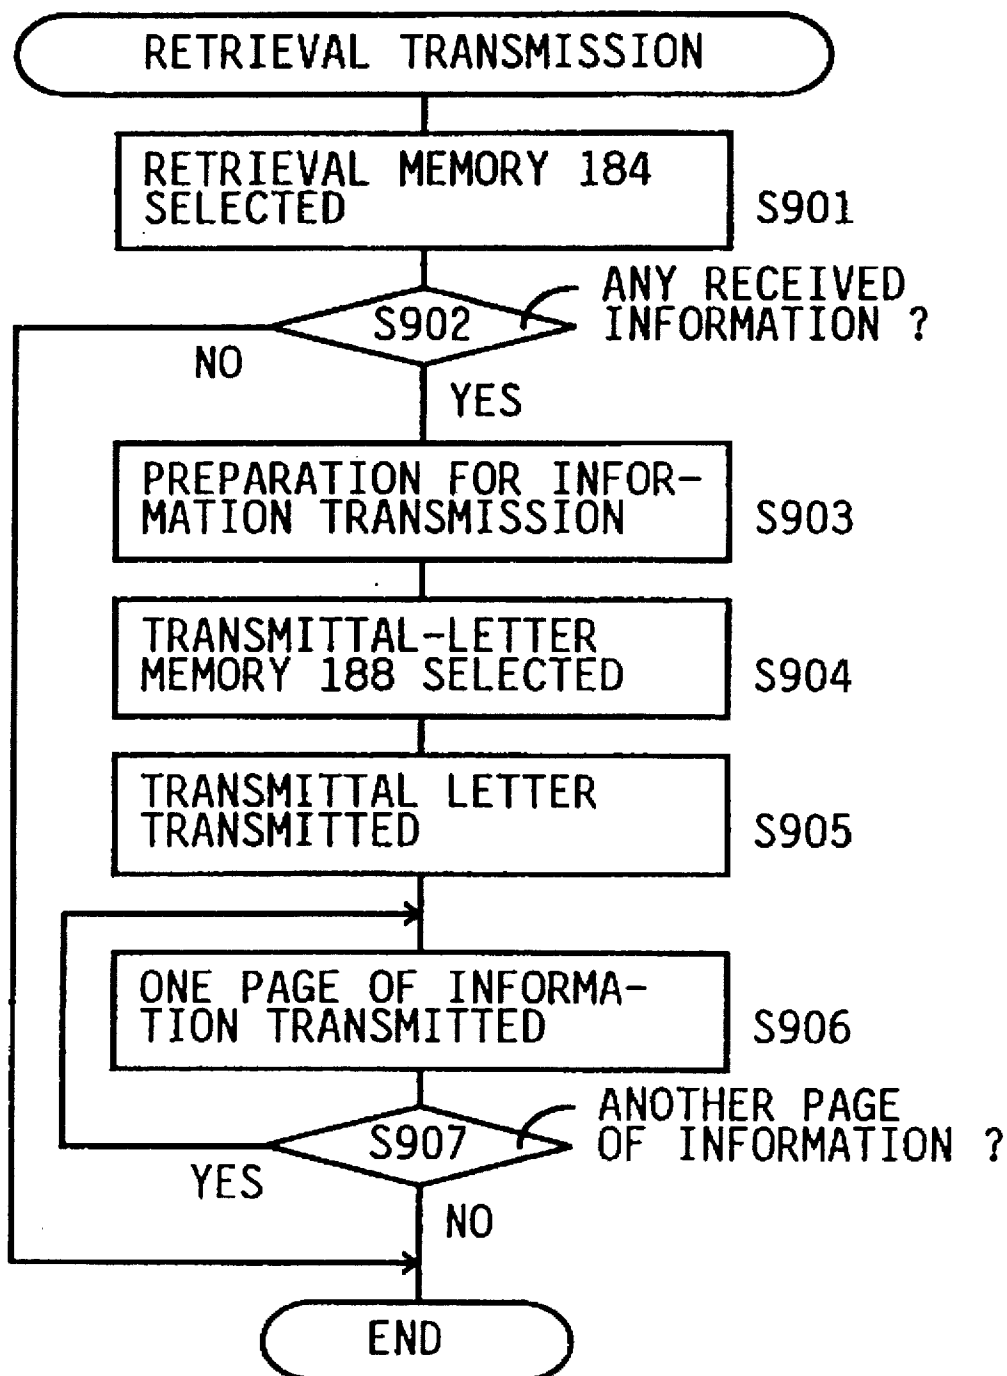 RETRIEVAL TRANSMISSION
RETRIEVAL MEMORY 184
SELECTED
S901
ANY RECEIVED
INFORMATION ?
S902
NO
YES
PREPARATION FOR INFOR-
MATION TRANSMISSION
S903
TRANSMITTAL-LETTER
MEMORY 188 SELECTED
S904
TRANSMITTAL LETTER
TRANSMITTED
S905
ONE PAGE OF INFORMA-
TION TRANSMITTED
S906
ANOTHER PAGE
OF INFORMATION ?
S907
YES
NO
END